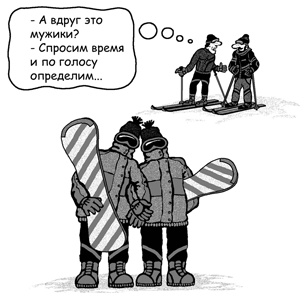 - А вдруг это
мужики?
- Спросим время
и по голосу
определим...